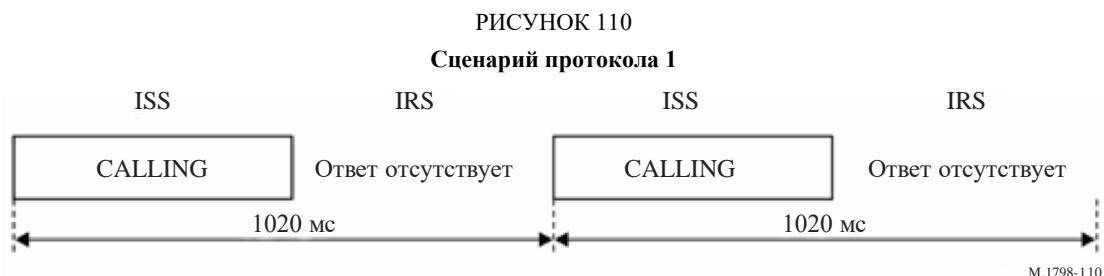 РИСУНОК 110
Сценарий протокола 1
ISS IRS ISS IRS
CALLING Ответ отсутствует CALLING Ответ отсутствует
1020 мс 1020 мс
M.1798-110